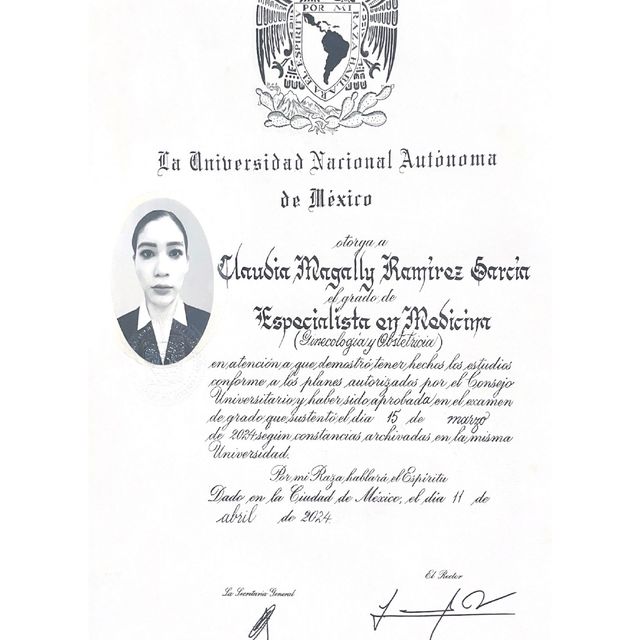 POR MI RAZA HABLARÁ EL ESPÍRITU
La Universidad Nacional Autónoma
de México
otorga a
Claudia Magally Ramírez García
el grado de
Especialista en Medicina
(Ginecología y Obstetricia)
en atención a que demostró tener hechos los estudios
conforme a los planes autorizados por el Consejo
Universitario y haber sido aprobada en el examen
de grado que sustentó el día 15 de marzo
de 2024 según constancias archivadas en la misma
Universidad.
Por mi Raza hablará el Espíritu
Dado en la Ciudad de México, el día 11 de
abril de 2024.
El Rector
La Secretaria General